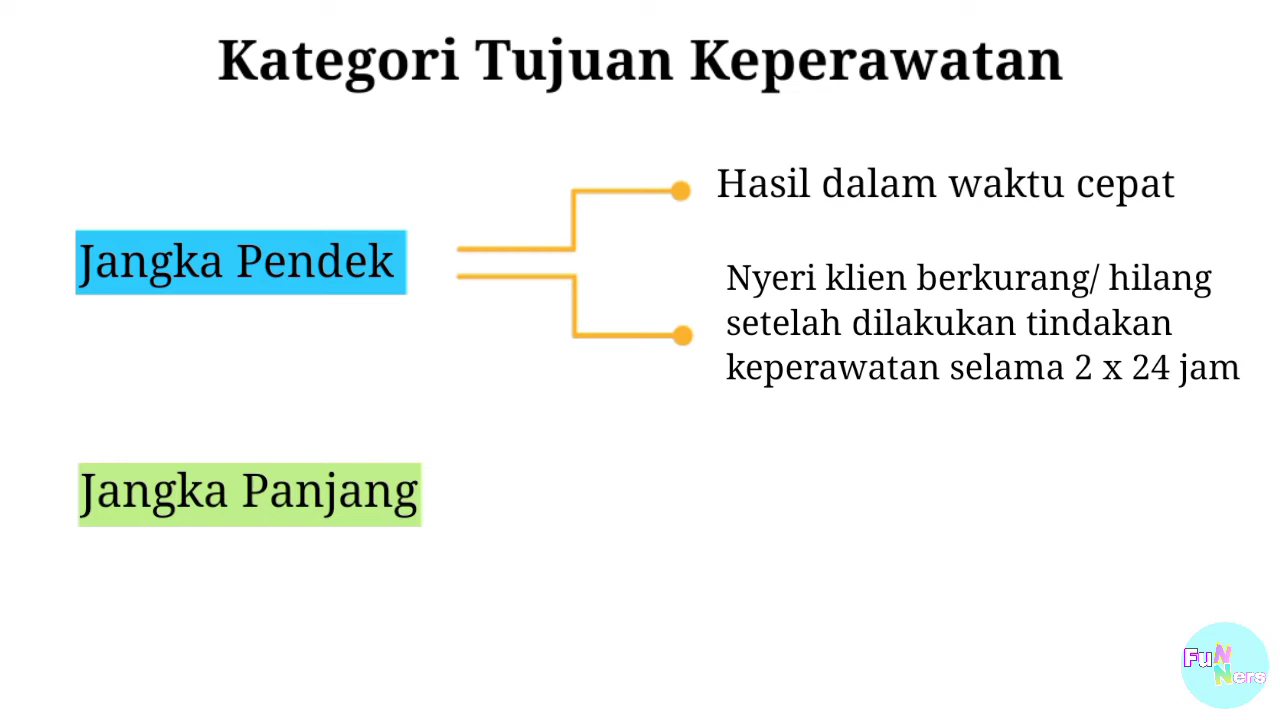 Kategori Tujuan Keperawatan
Jangka Pendek
Hasil dalam waktu cepat
Nyeri klien berkurang/ hilang
setelah dilakukan tindakan
keperawatan selama 2 x 24 jam
Jangka Panjang
FuN
Ners